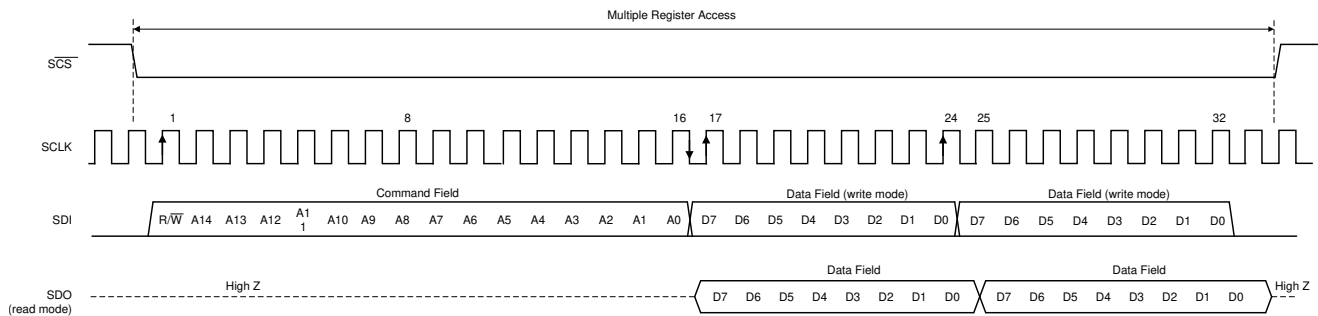 Multiple Register Access
SCS
1 8 16 17 24 25 32
SCLK
Command Field Data Field (write mode) Data Field (write mode)
SDI R/W A14 A13 A12 A1 A10 A9 A8 A7 A6 A5 A4 A3 A2 A1 A0 D7 D6 D5 D4 D3 D2 D1 D0 D7 D6 D5 D4 D3 D2 D1 D0
1
Data Field Data Field
High Z High Z
SDO D7 D6 D5 D4 D3 D2 D1 D0 D7 D6 D5 D4 D3 D2 D1 D0
(read mode)